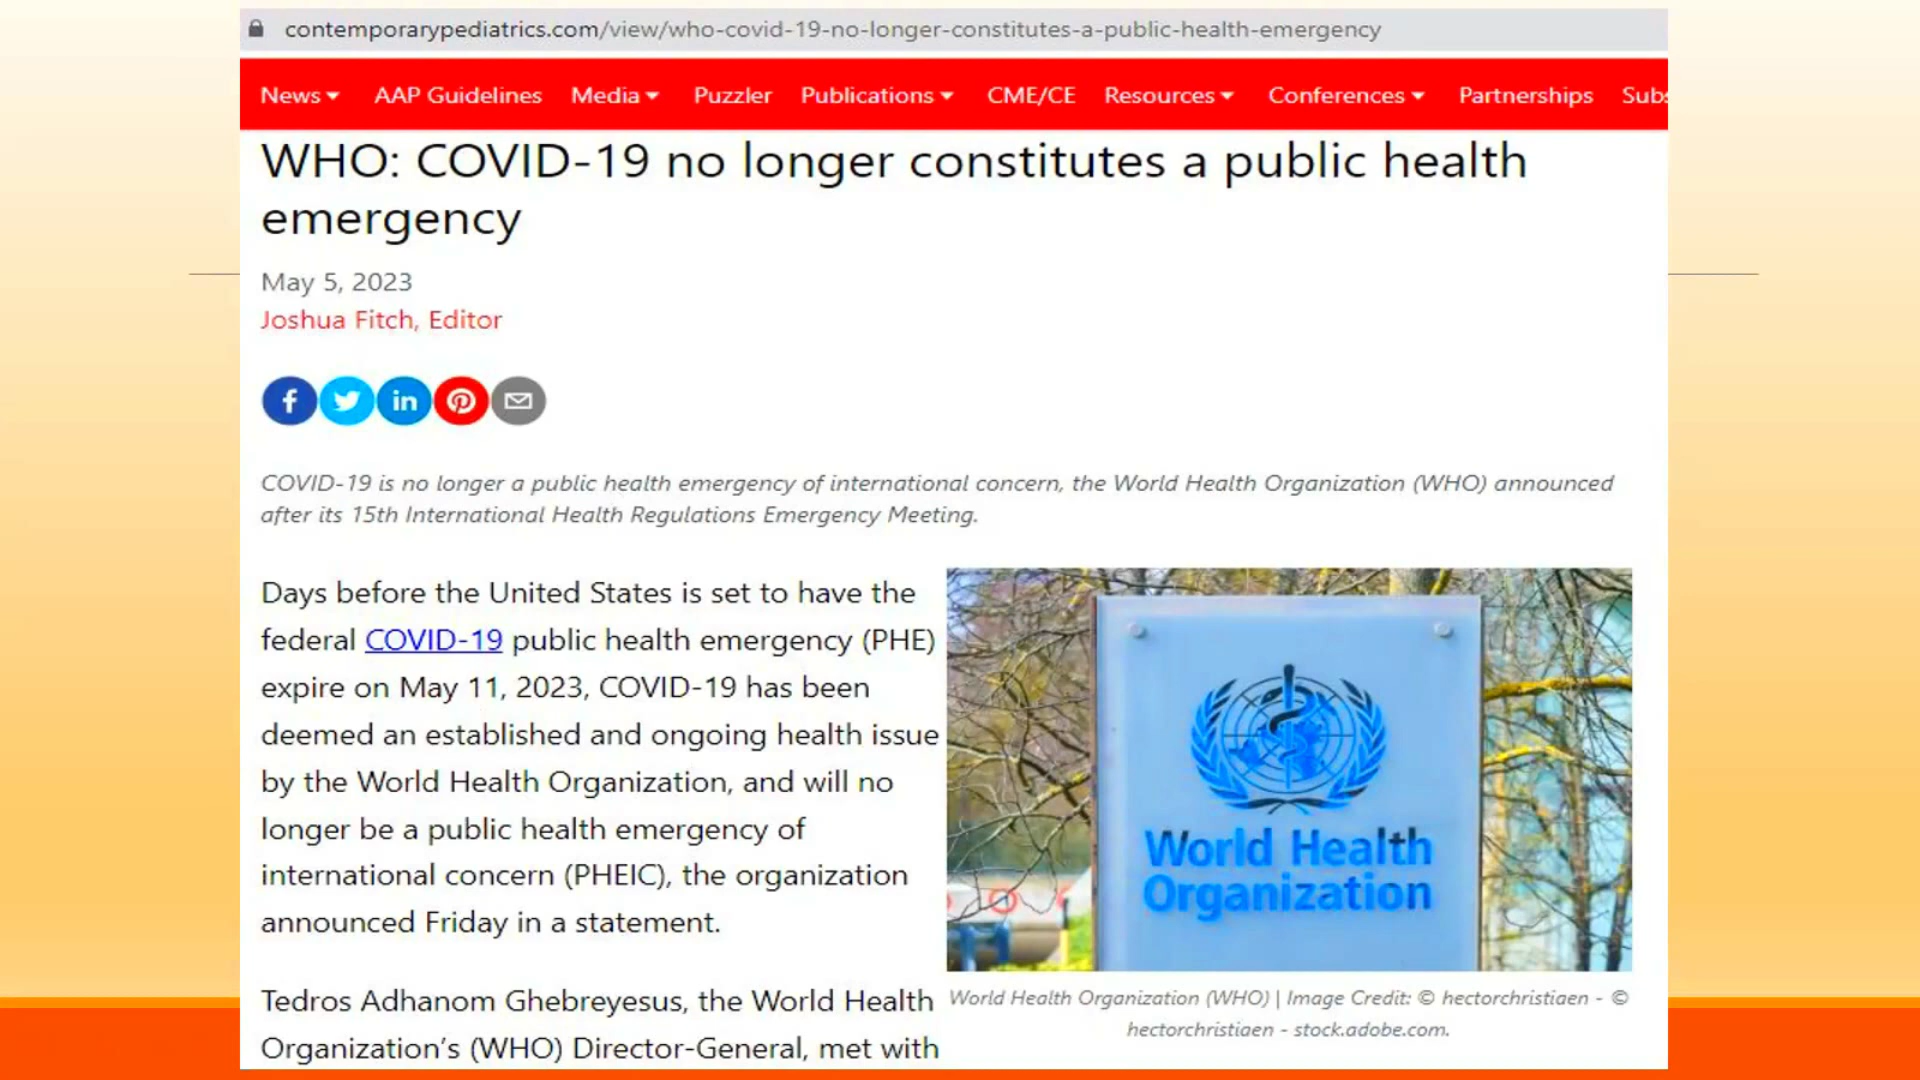 contemporarypediatrics.com/view/who-covid-19-no-longer-constitutes-a-public-health-emergency
News AAP Guidelines Media Puzzler Publications CME/CE Resources Conferences Partnerships Subs
WHO: COVID-19 no longer constitutes a public health
emergency
May 5, 2023
Joshua Fitch, Editor
COVID-19 is no longer a public health emergency of international concern, the World Health Organization (WHO) announced
after its 15th International Health Regulations Emergency Meeting.
Days before the United States is set to have the
federal COVID-19 public health emergency (PHE)
expire on May 11, 2023, COVID-19 has been
deemed an established and ongoing health issue
by the World Health Organization, and will no
longer be a public health emergency of
international concern (PHEIC), the organization
announced Friday in a statement.
Tedros Adhanom Ghebreyesus, the World Health
Organization's (WHO) Director-General, met with
World Health
Organization
World Health Organization (WHO) | Image Credit: © hectorchristiaen - ©
hectorchristiaen - stock.adobe.com.